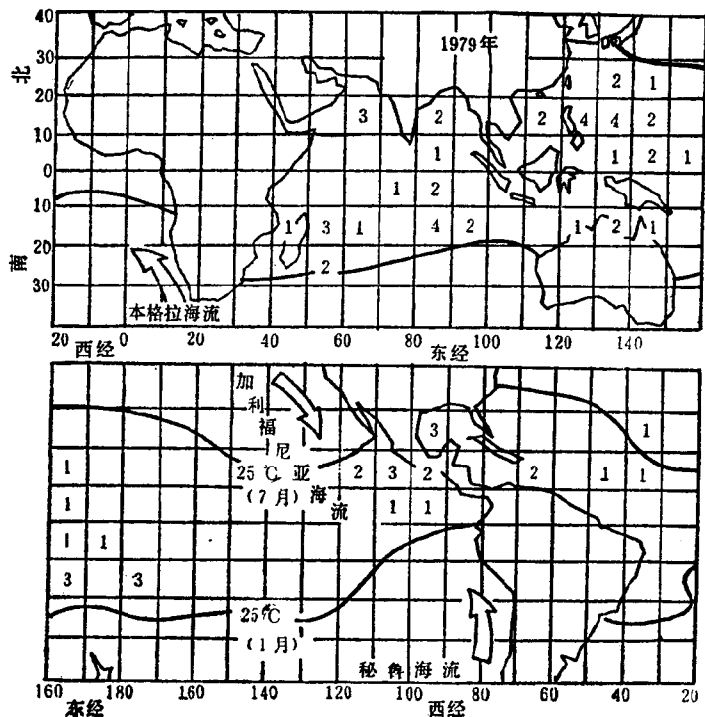 40
1979年
北
30
2 1
20
3 2 2 4 4 2
10
1 1 2 1
0
1 2
10
1 3 1 4 2 1 2 1
20
南
2
30
本格拉海流
20 0 20 40 60 80 100 120 140
西经 东经
加利福尼亚海流
3 1
1 2 3 2 2 1 1
25℃
(7月)
1 1 1
1 1
3 3
25℃
(1月)
秘鲁海流
160 180 160 140 120 100 80 60 40 20
东经 西经